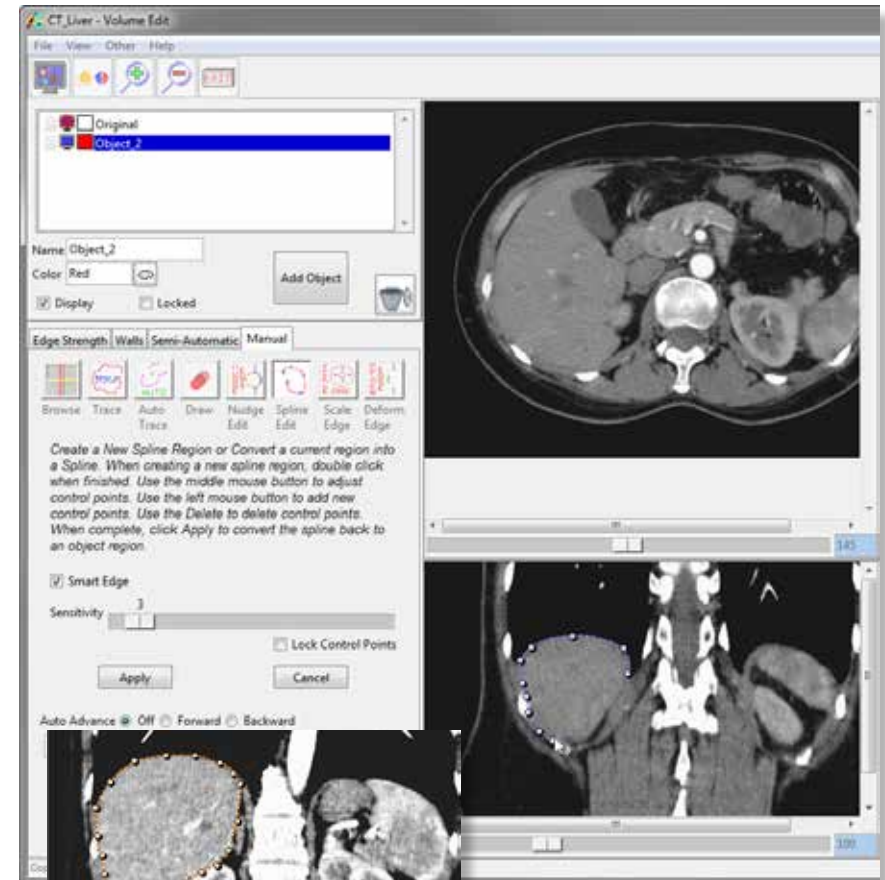 CT_Liver - Volume Edit
File View Other Help
EXIT
Original
Object_2
Name Object_2
Color Red
Add Object
Display Locked
Edge Strength Walls Semi-Automatic Manual
Browse Trace Auto Trace Draw Nudge Edit Spline Edit Scale Edge Deform Edge
Create a New Spline Region or Convert a current region into
a Spline. When creating a new spline region, double click
when finished. Use the middle mouse button to adjust
control points. Use the left mouse button to add new
control points. Use the Delete to delete control points.
When complete, click Apply to convert the spline back to
an object region.
Smart Edge
3
Sensitivity
Lock Control Points
Apply Cancel
Auto Advance Off Forward Backward
145
100